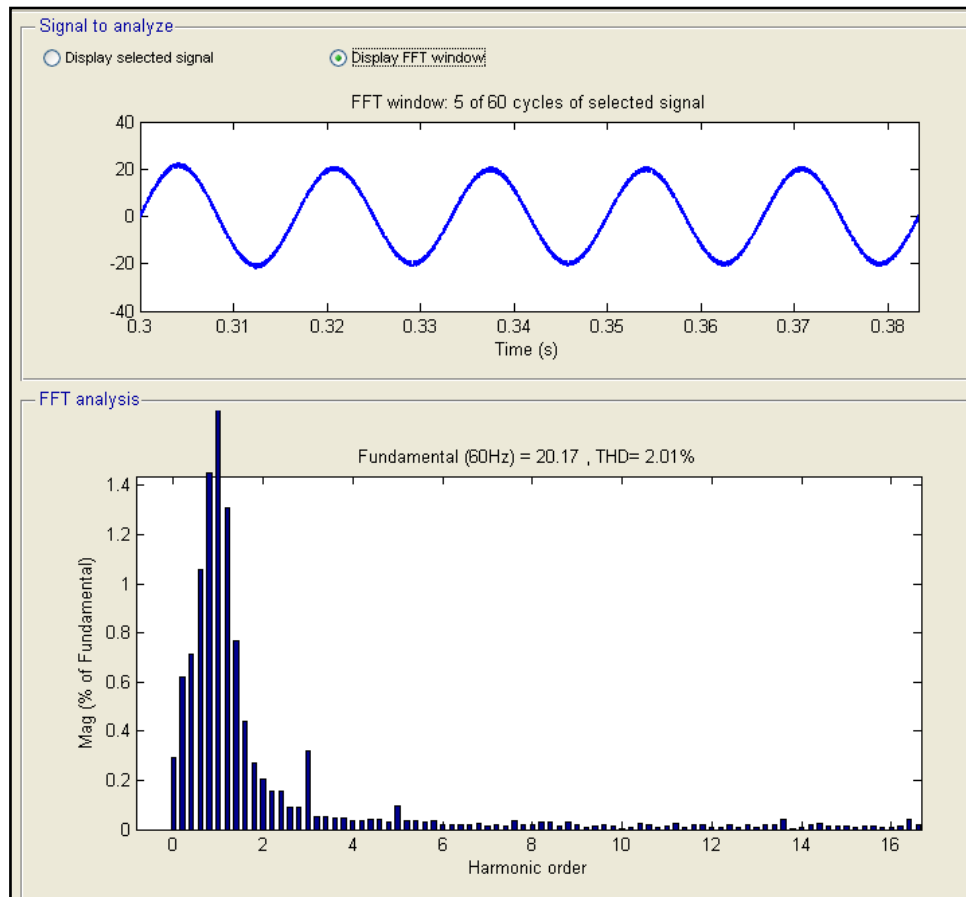 Signal to analyze
Display selected signal
Display FFT window
FFT window: 5 of 60 cycles of selected signal
40
20
0
-20
-40
0.3 0.31 0.32 0.33 0.34 0.35 0.36 0.37 0.38
Time (s)
FFT analysis
Fundamental (60Hz) = 20.17 , THD= 2.01%
Mag (% of Fundamental)
1.4
1.2
1
0.8
0.6
0.4
0.2
0
0 2 4 6 8 10 12 14 16
Harmonic order